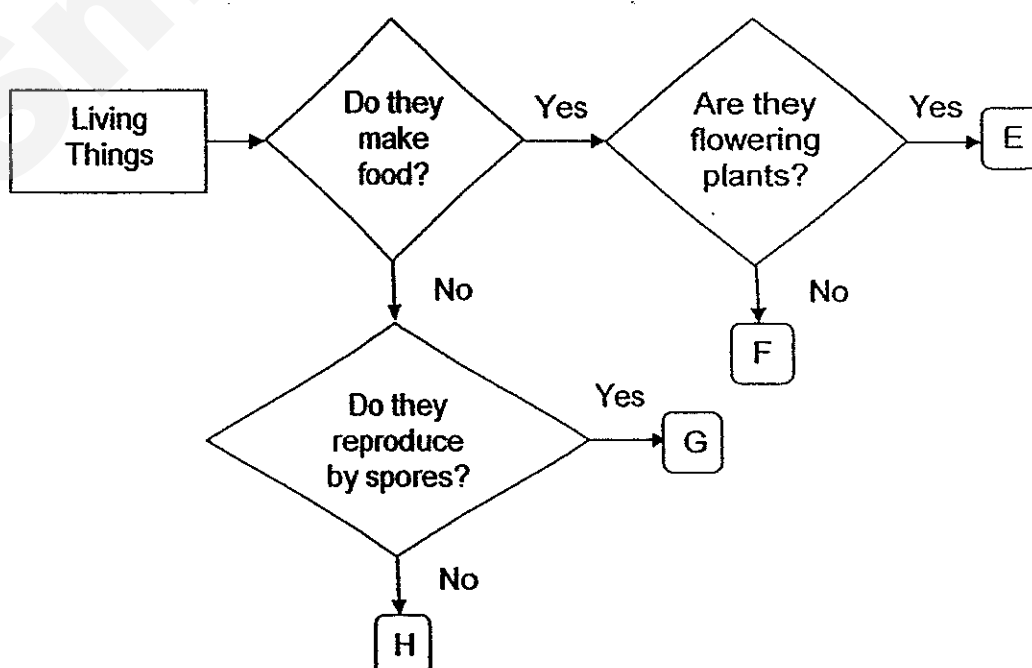 Living
Things
Do they
make
food?
Yes
Are they
flowering
plants?
Yes
E
No
No
F
Do they
reproduce
by spores?
Yes
G
No
H